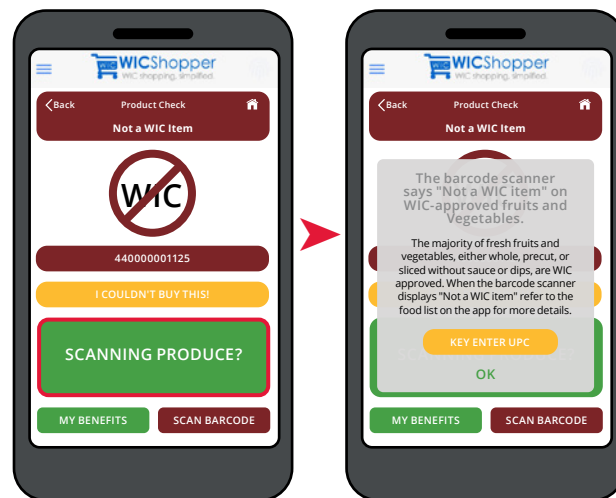 WICShopper
WIC shopping, simplified.
Back Product Check
Not a WIC Item
WIC
440000001125
I COULDN'T BUY THIS!
SCANNING PRODUCE?
MY BENEFITS SCAN BARCODE
WICShopper
WIC shopping, simplified.
Back Product Check
Not a WIC Item
The barcode scanner
says "Not a WIC item" on
WIC-approved fruits and
Vegetables.
The majority of fresh fruits and
vegetables, either whole, precut, or
sliced without sauce or dips, are WIC
approved. When the barcode scanner
displays "Not a WIC item" refer to the
food list on the app for more details.
KEY ENTER UPC
OK
MY BENEFITS SCAN BARCODE